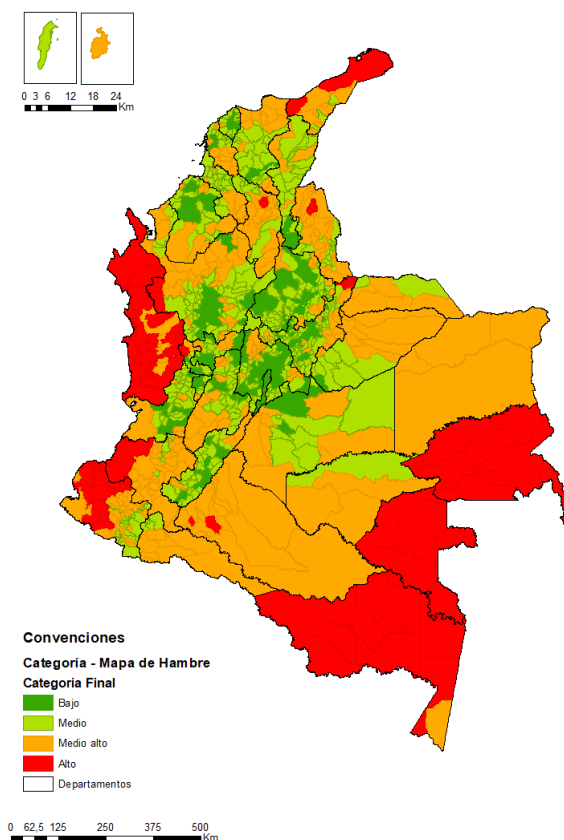 0 3 6 12 18 24
Km
Convenciones
Categoría - Mapa de Hambre
Categoria Final
Bajo
Medio
Medio alto
Alto
Departamentos
0 62,5 125 250 375 500
Km